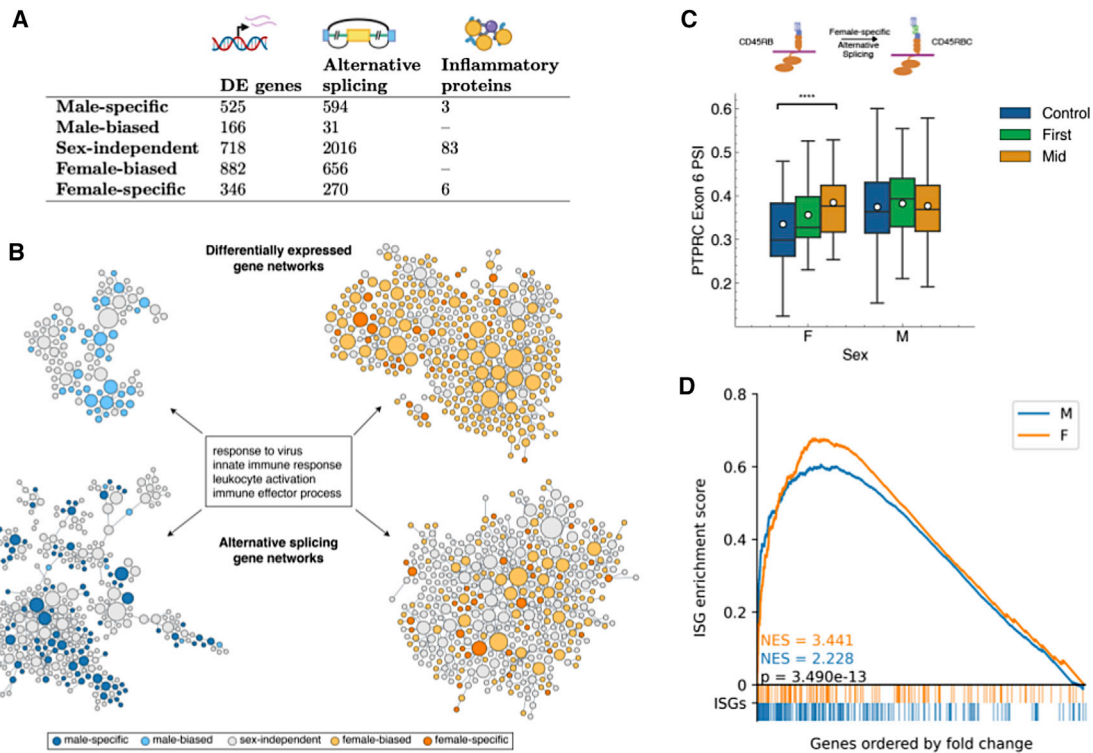 A
DE genes Alternative splicing Inflammatory proteins
Male-specific 525 594 3
Male-biased 166 31 –
Sex-independent 718 2016 83
Female-biased 882 656 –
Female-specific 346 270 6
B
Differentially expressed
gene networks
response to virus
innate immune response
leukocyte activation
immune effector process
Alternative splicing
gene networks
male-specific male-biased sex-independent female-biased female-specific
C
CD45RB
Female-specific
Alternative
Splicing
CD45RBC
****
Control
First
Mid
PTPRC Exon 6 PSI
0.6
0.5
0.4
0.3
0.2
F M
Sex
D
M
F
ISG enrichment score
0.8
0.6
0.4
0.2
0
NES = 3.441
NES = 2.228
p = 3.490e-13
ISGs
Genes ordered by fold change